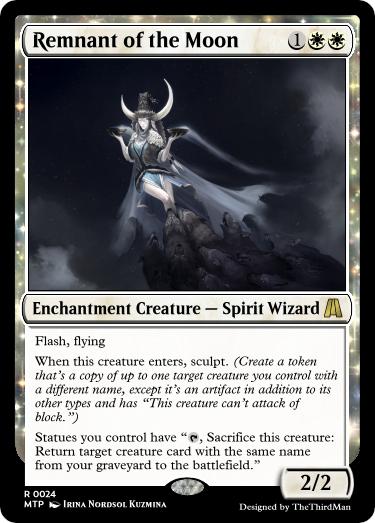 Remnant of the Moon 1
Enchantment Creature — Spirit Wizard
Flash, flying
When this creature enters, sculpt. (Create a token
that's a copy of up to one target creature you control with
a different name, except it's an artifact in addition to its
other types and has “This creature can't attack of
block.”)
Statues you control have “, Sacrifice this creature:
Return target creature card with the same name
from your graveyard to the battlefield.”
2/2
R 0024
MTP Irina Nordsol Kuzmina
Designed by TheThirdMan